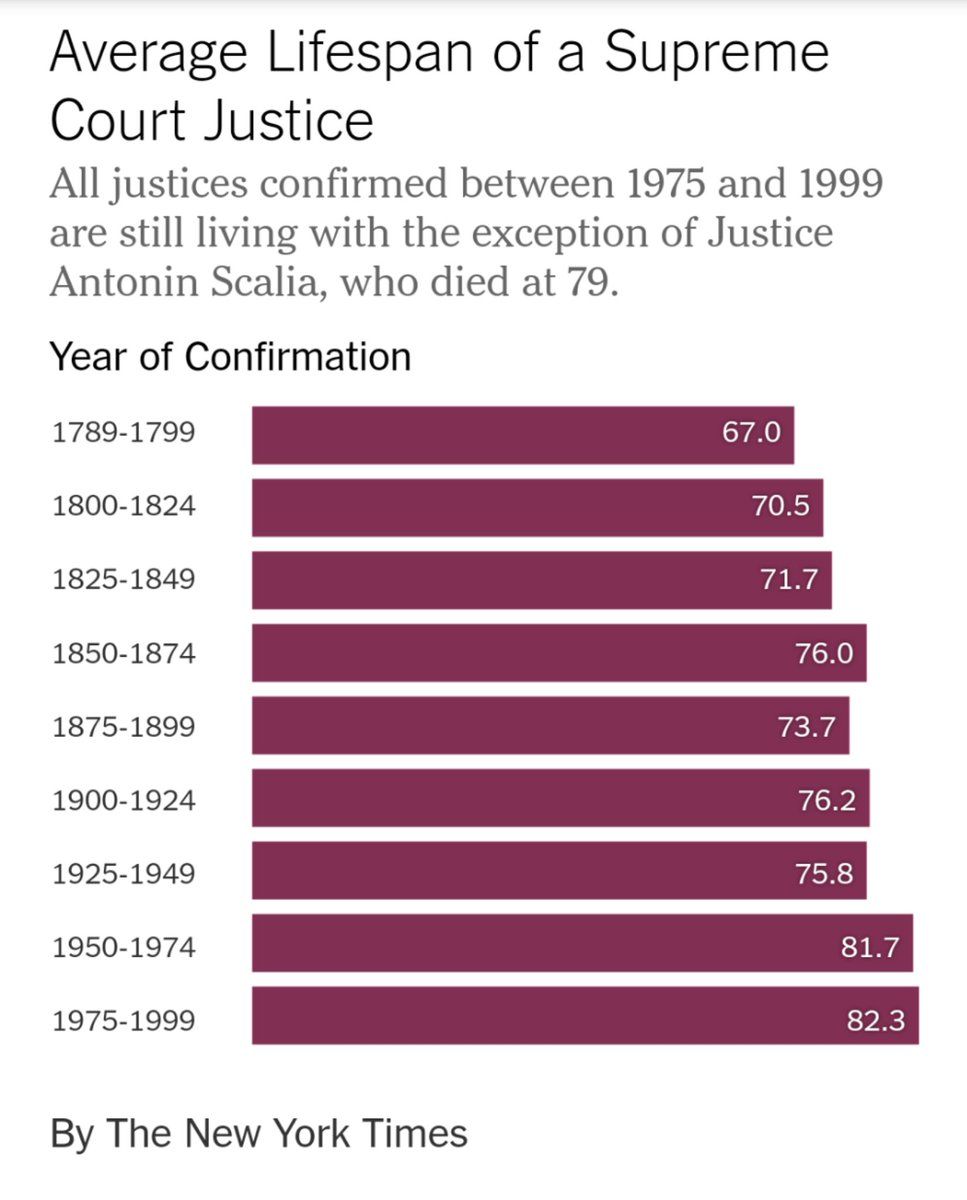 Average Lifespan of a Supreme
Court Justice
All justices confirmed between 1975 and 1999
are still living with the exception of Justice
Antonin Scalia, who died at 79.
Year of Confirmation
1789-1799 67.0
1800-1824 70.5
1825-1849 71.7
1850-1874 76.0
1875-1899 73.7
1900-1924 76.2
1925-1949 75.8
1950-1974 81.7
1975-1999 82.3
By The New York Times